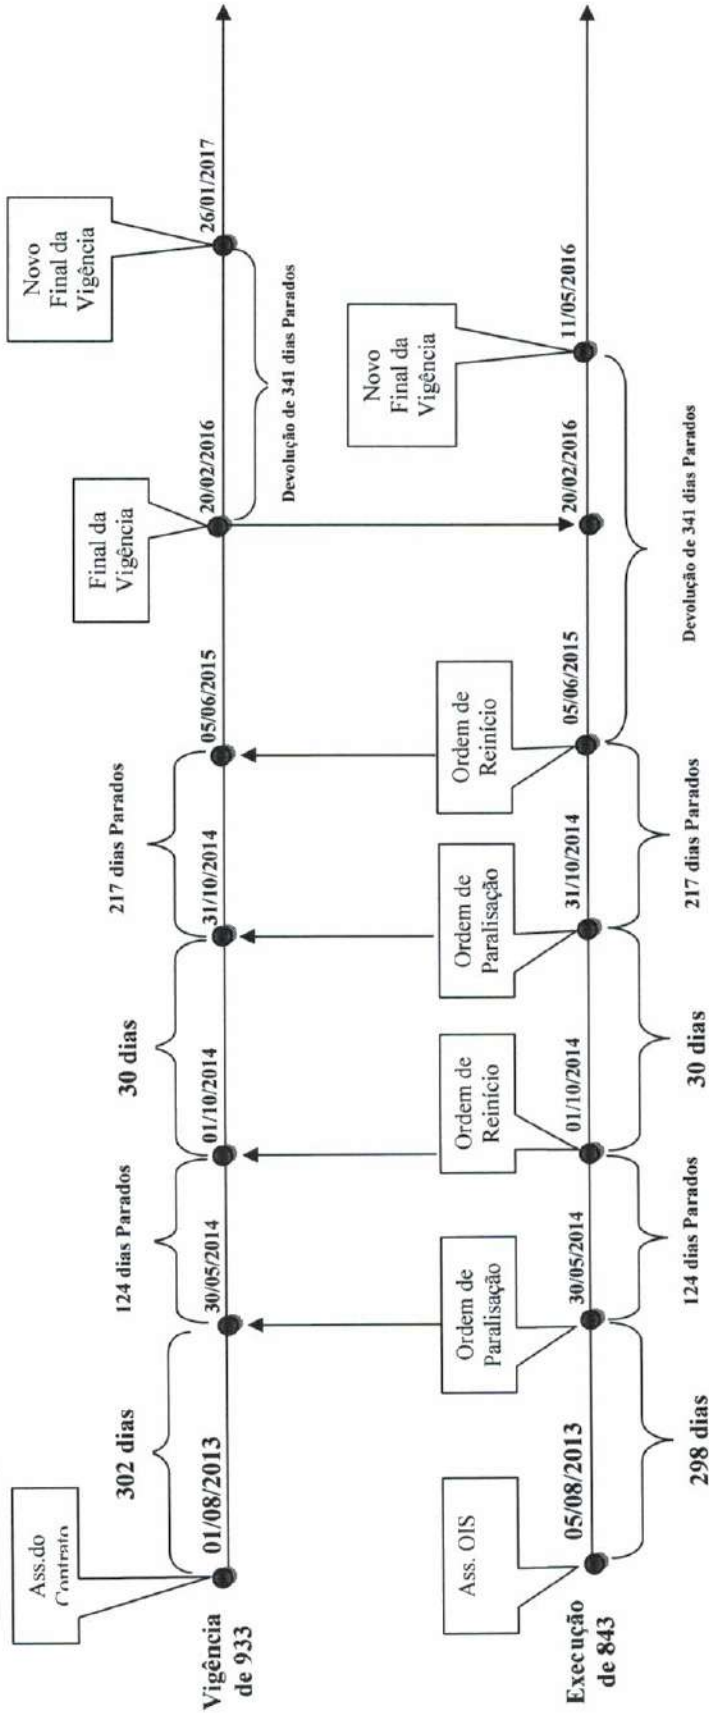 Ass.do
Contrato
Final da
Vigência
Novo
Final da
Vigência
302 dias
124 dias Parados
30 dias
217 dias Parados
01/08/2013
30/05/2014
01/10/2014
31/10/2014
05/06/2015
20/02/2016
26/01/2017
Vigência
de 933
Devolução de 341 dias Parados
Ass. OIS
Ordem de
Paralisação
Ordem de
Reinício
Ordem de
Paralisação
Ordem de
Reinício
Novo
Final da
Vigência
05/08/2013
30/05/2014
01/10/2014
31/10/2014
05/06/2015
20/02/2016
11/05/2016
Execução
de 843
298 dias
124 dias Parados
30 dias
217 dias Parados
Devolução de 341 dias Parados